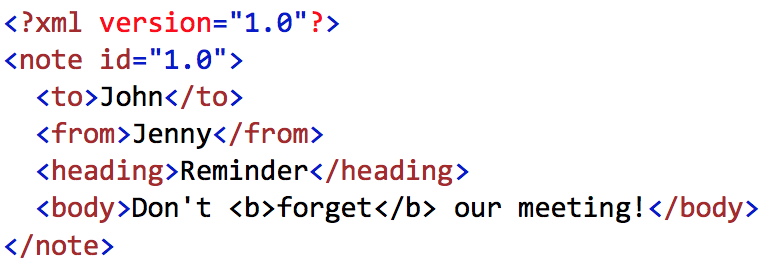 <?xml version="1.0"?>
<note id="1.0">
  <to>John</to>
  <from>Jenny</from>
  <heading>Reminder</heading>
  <body>Don't <b>forget</b> our meeting!</body>
</note>